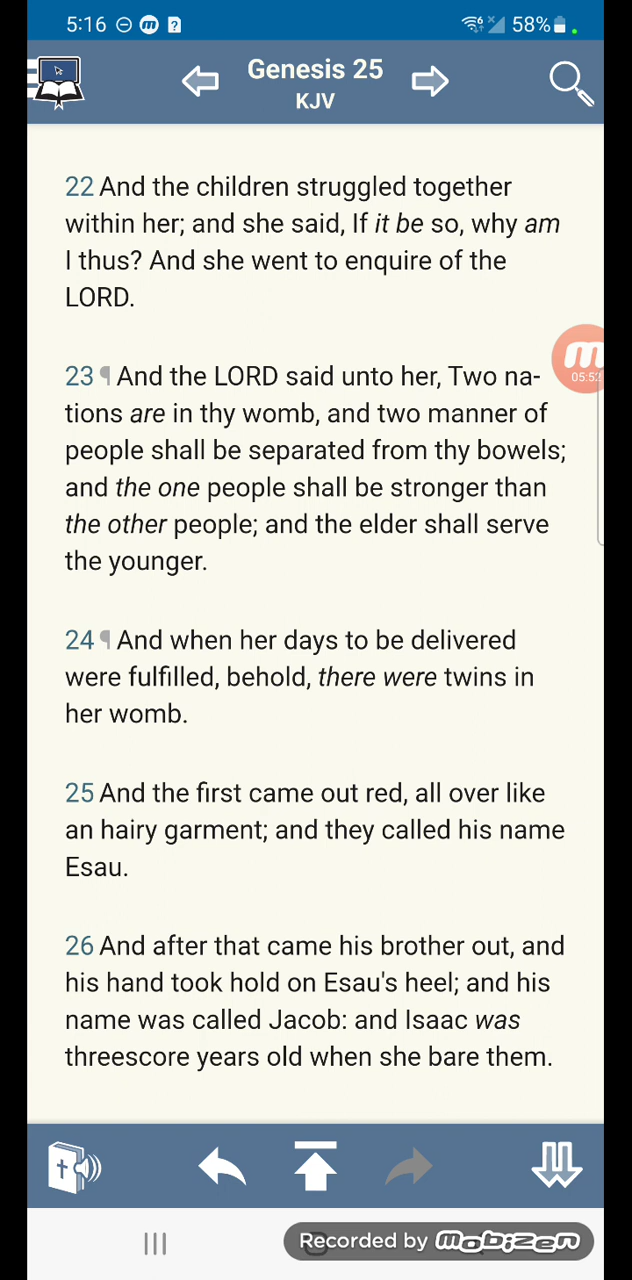 5:16 m ? 6 58%
Genesis 25
KJV
22 And the children struggled together
within her; and she said, If it be so, why am
I thus? And she went to enquire of the
LORD.
23 ¶ And the LORD said unto her, Two na-
tions are in thy womb, and two manner of
people shall be separated from thy bowels;
and the one people shall be stronger than
the other people; and the elder shall serve
the younger.
m
24 ¶ And when her days to be delivered
were fulfilled, behold, there were twins in
her womb.
25 And the first came out red, all over like
an hairy garment; and they called his name
Esau.
26 And after that came his brother out, and
his hand took hold on Esau's heel; and his
name was called Jacob: and Isaac was
threescore years old when she bare them.
Recorded by mobizen